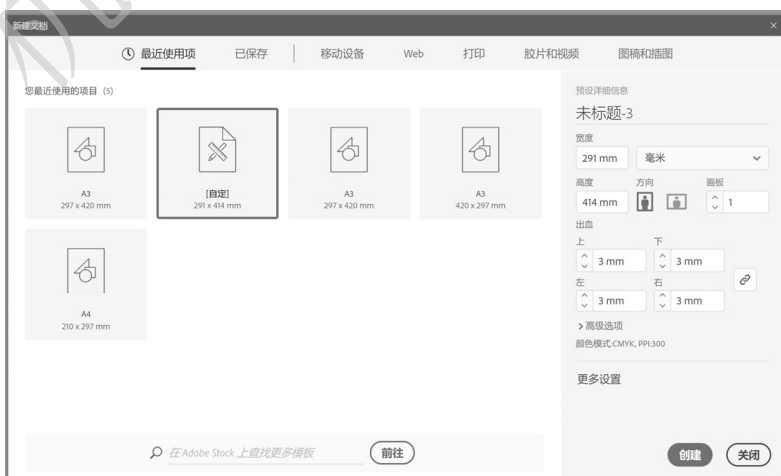 新建文档
×
最近使用项 已保存 移动设备 Web 打印 胶片和视频 图稿和插图
您最近使用的项目 (5)
A3
297 x 420 mm
[自定]
291 x 414 mm
A3
297 x 420 mm
A3
420 x 297 mm
A4
210 x 297 mm
在 Adobe Stock 上查找更多模板
前往
预设详细信息
未标题-3
宽度
291 mm 毫米
高度 方向 画板
414 mm 1
出血
上 下
3 mm 3 mm
左 右
3 mm 3 mm
高级选项
颜色模式:CMYK, PPI:300
更多设置
创建 关闭